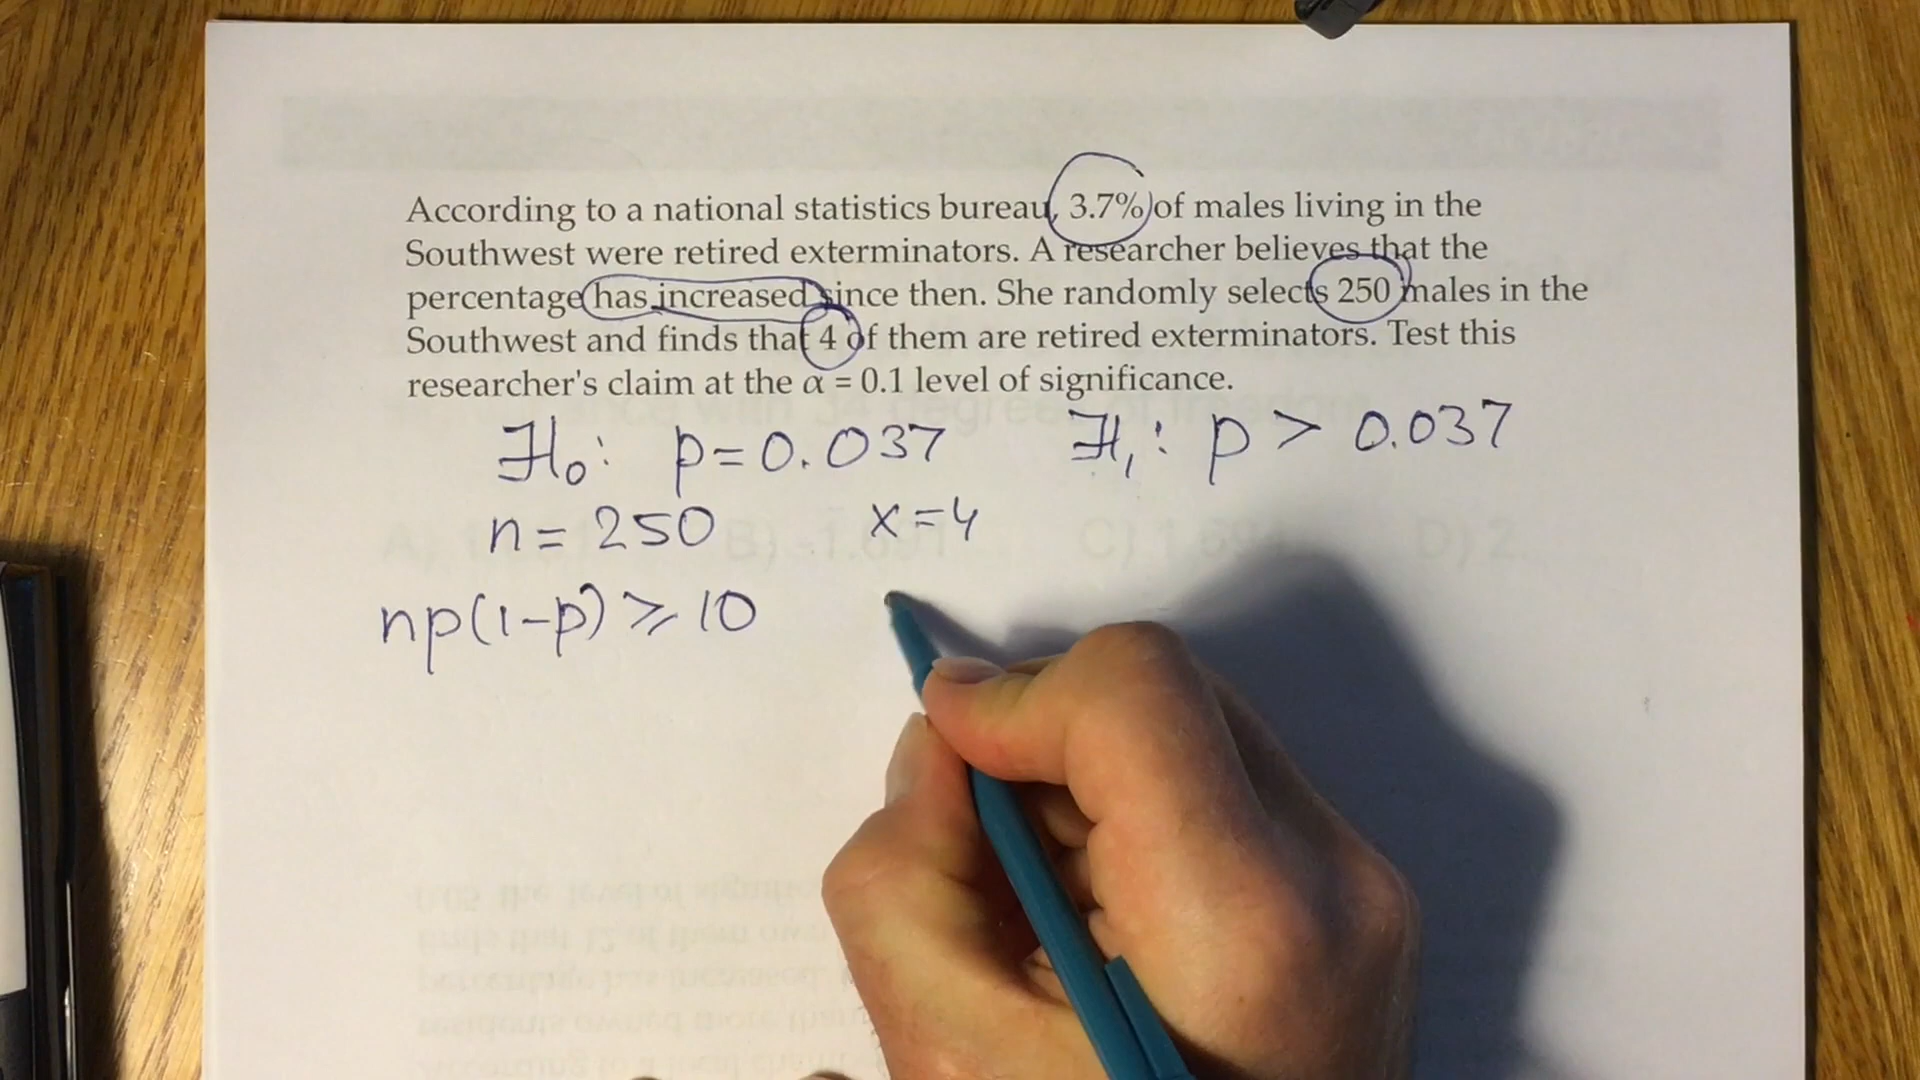 According to a national statistics bureau, 3.7% of males living in the
Southwest were retired exterminators. A researcher believes that the
percentage has increased since then. She randomly selects 250 males in the
Southwest and finds that 4 of them are retired exterminators. Test this
researcher's claim at the α = 0.1 level of significance.
H₀: p = 0.037 H₁: p > 0.037
n = 250 x = 4
np(1-p) ≥ 10